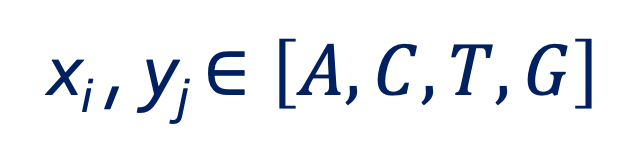 xᵢ, yⱼ ∈ [A, C, T, G]